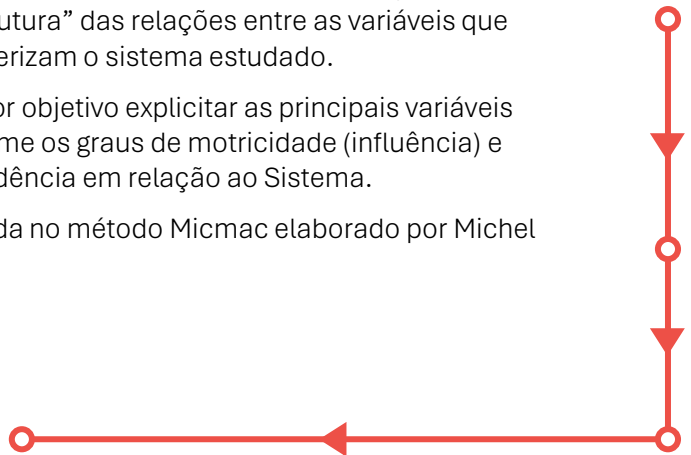 utura” das relações entre as variáveis que
erizam o sistema estudado.
or objetivo explicitar as principais variáveis
me os graus de motricidade (influência) e
dência em relação ao Sistema.
da no método Micmac elaborado por Michel